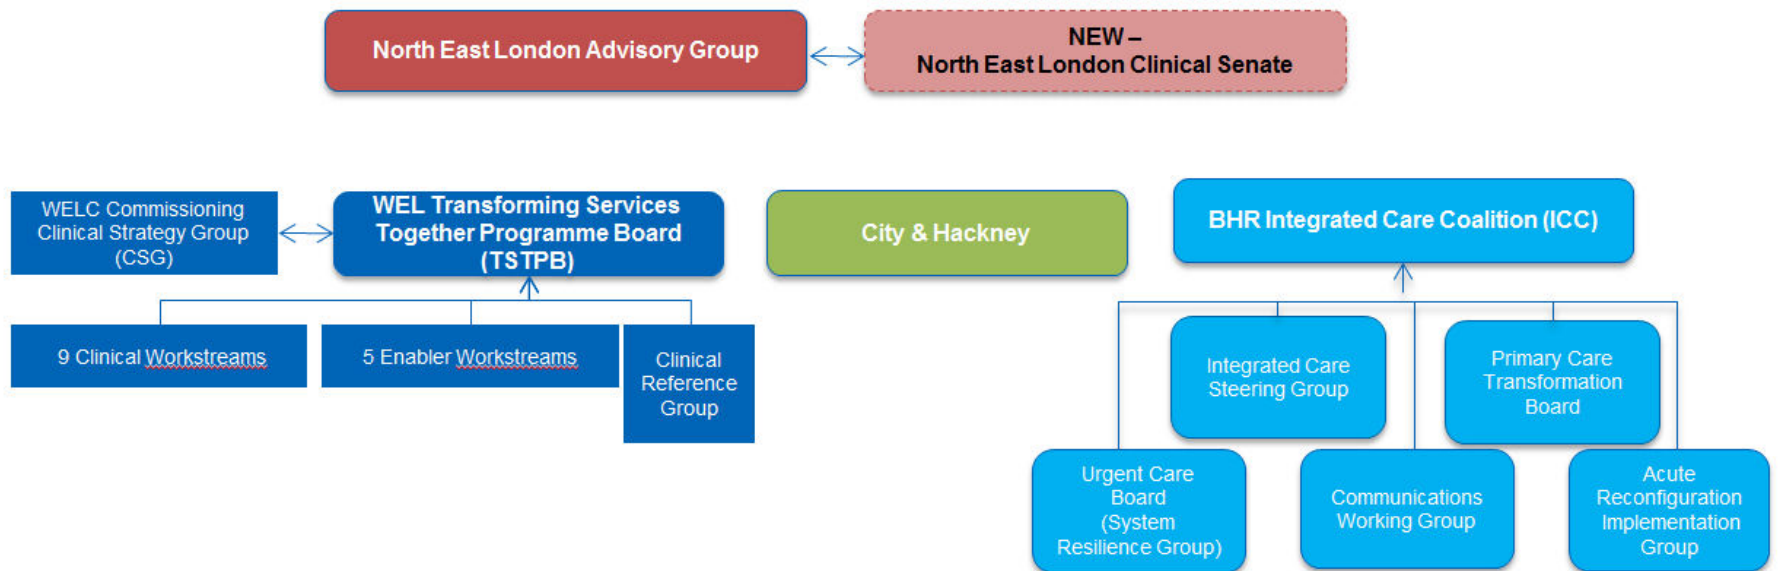 North East London Advisory Group
NEW –
North East London Clinical Senate
WELC Commissioning
Clinical Strategy Group
(CSG)
WEL Transforming Services
Together Programme Board
(TSTPB)
City & Hackney
BHR Integrated Care Coalition (ICC)
9 Clinical Workstreams
5 Enabler Workstreams
Clinical
Reference
Group
Integrated Care
Steering Group
Primary Care
Transformation
Board
Urgent Care
Board
(System
Resilience Group)
Communications
Working Group
Acute
Reconfiguration
Implementation
Group